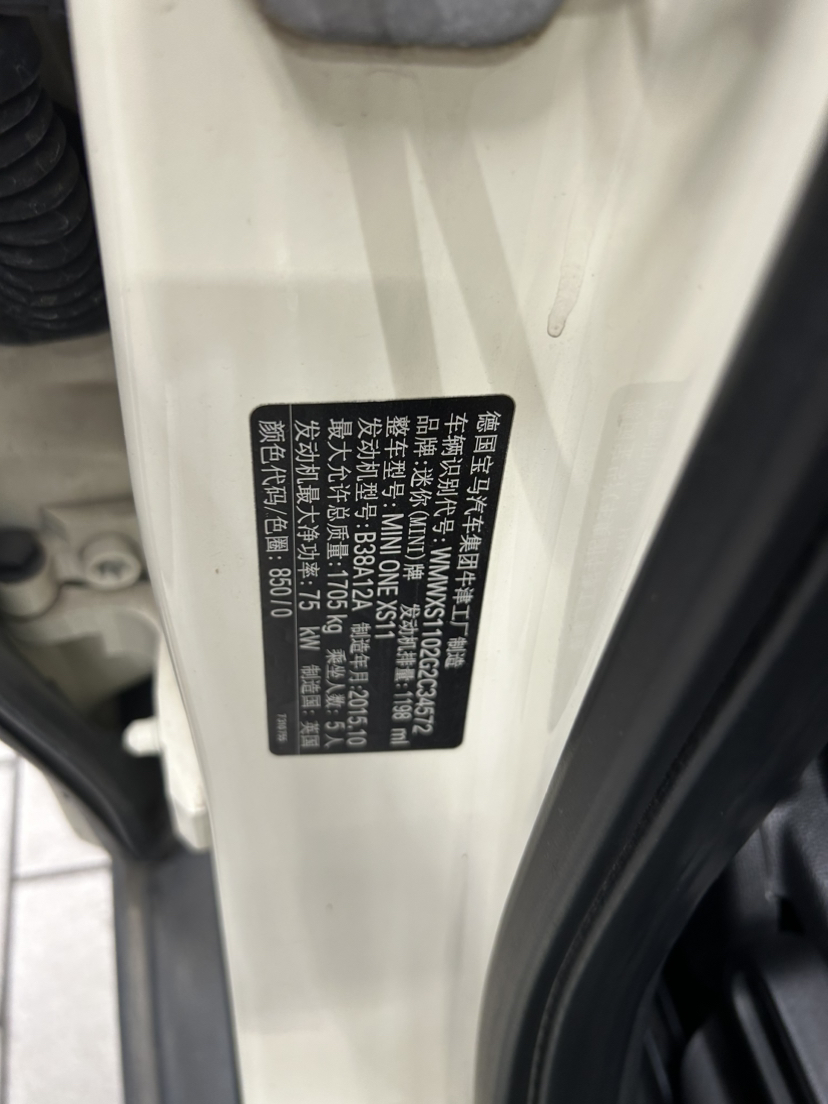 德国宝马汽车集团牛津工厂制造
车辆识别代号: WMWXS1102G2C34572
品牌:迷你(MINI)牌 发动机排量:1198 ml
整车型号: MINI ONE XS11
发动机型号: B38A12A 制造年月:2015.10
最大允许总质量:1705 kg 乘坐人数: 5人
发动机最大净功率: 75 kW 制造国: 英国
颜色代码/色圈: 850/0